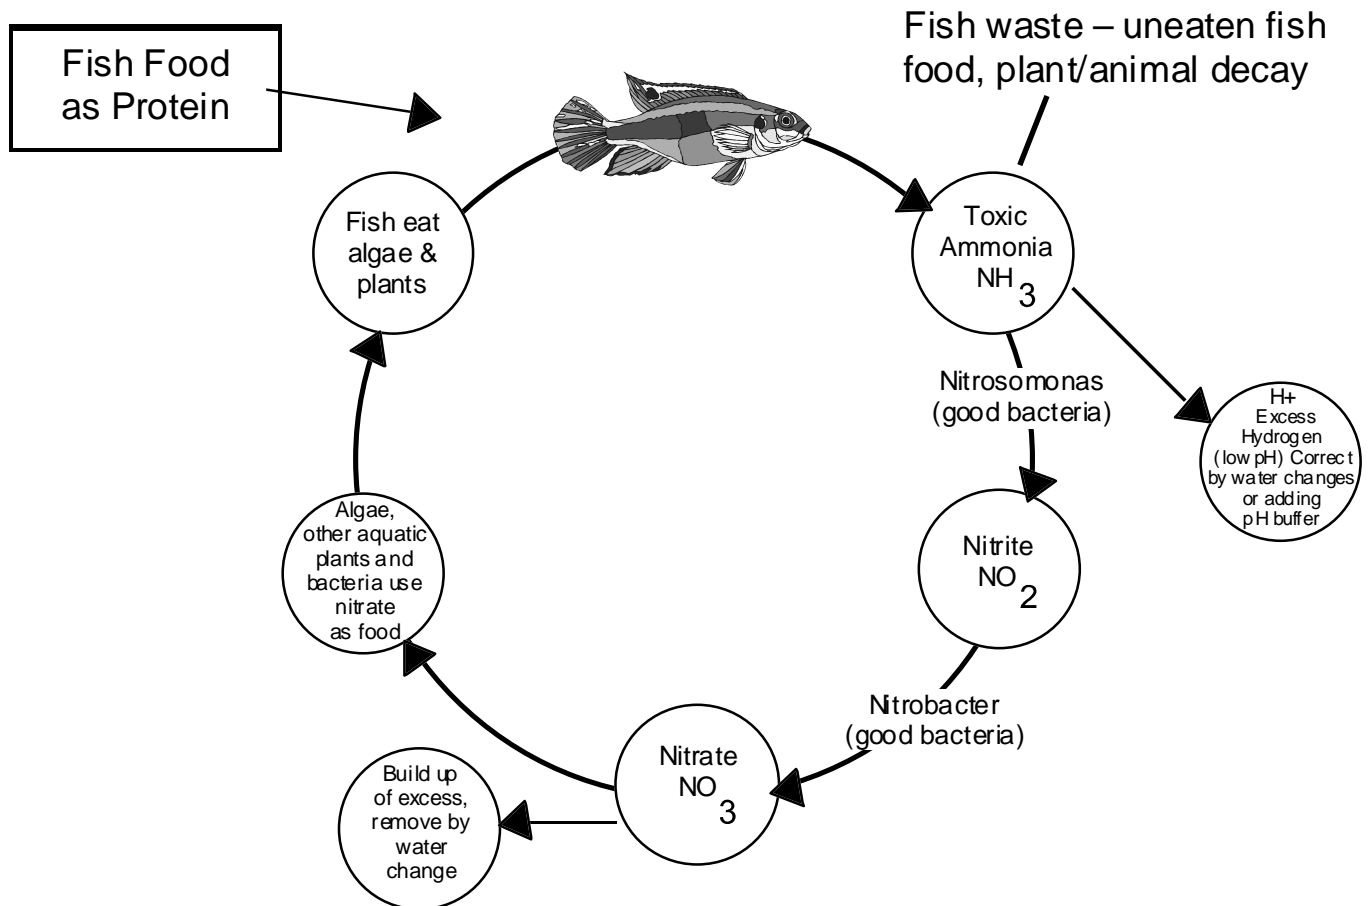 Fish Food
as Protein
Fish waste – uneaten fish
food, plant/animal decay
Fish eat
algae &
plants
Toxic
Ammonia
NH
3
Nitrosomonas
(good bacteria)
H+
Excess
Hydrogen
(low pH) Correct
by water changes
or adding
pH buffer
Nitrite
NO
2
Nitrobacter
(good bacteria)
Nitrate
NO
3
Build up
of excess,
remove by
water
change
Algae,
other aquatic
plants and
bacteria use
nitrate
as food